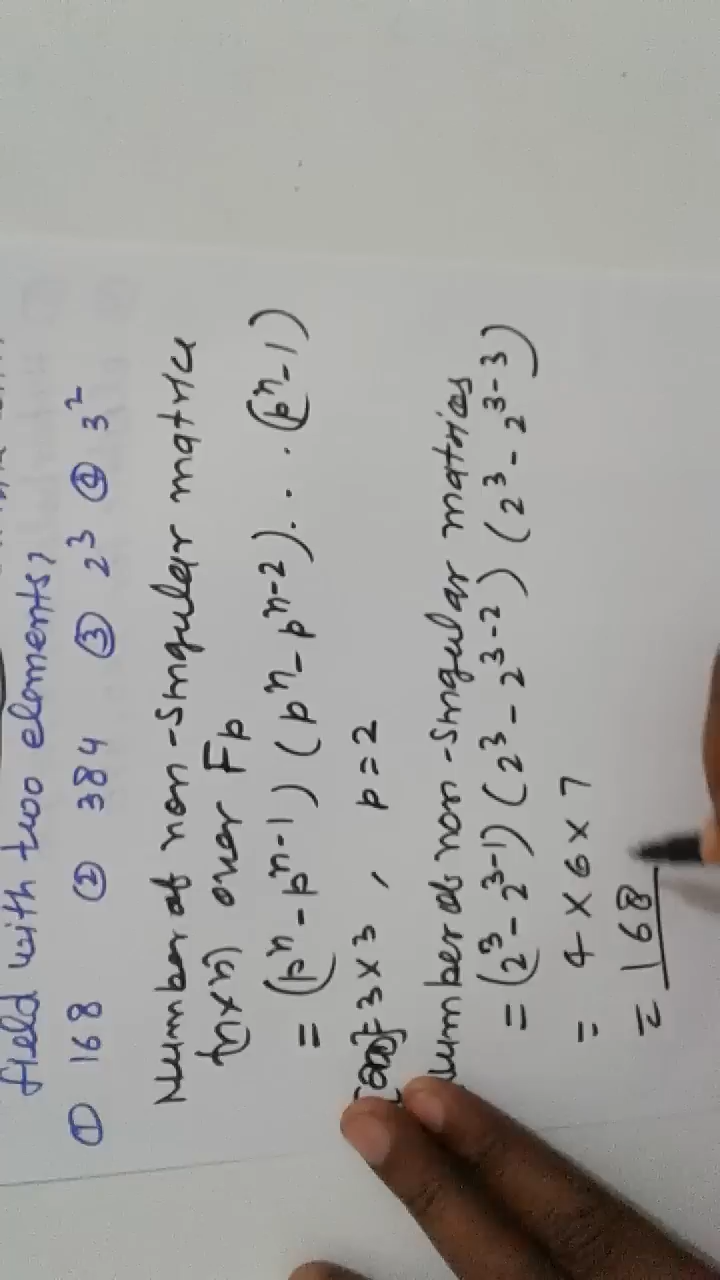 field with two elements?
① 168 ② 384 ③ 2³ ④ 3²
Number of non-singular matrice
(n×n) over Fp
= (pⁿ - pⁿ⁻¹) (pⁿ - pⁿ⁻²). . . (pⁿ - 1)
3×3 , p = 2
umber of non-singular matrices
= (2³ - 2³⁻¹) (2³ - 2³⁻²) (2³ - 2³⁻³)
= 4 × 6 × 7
= 168